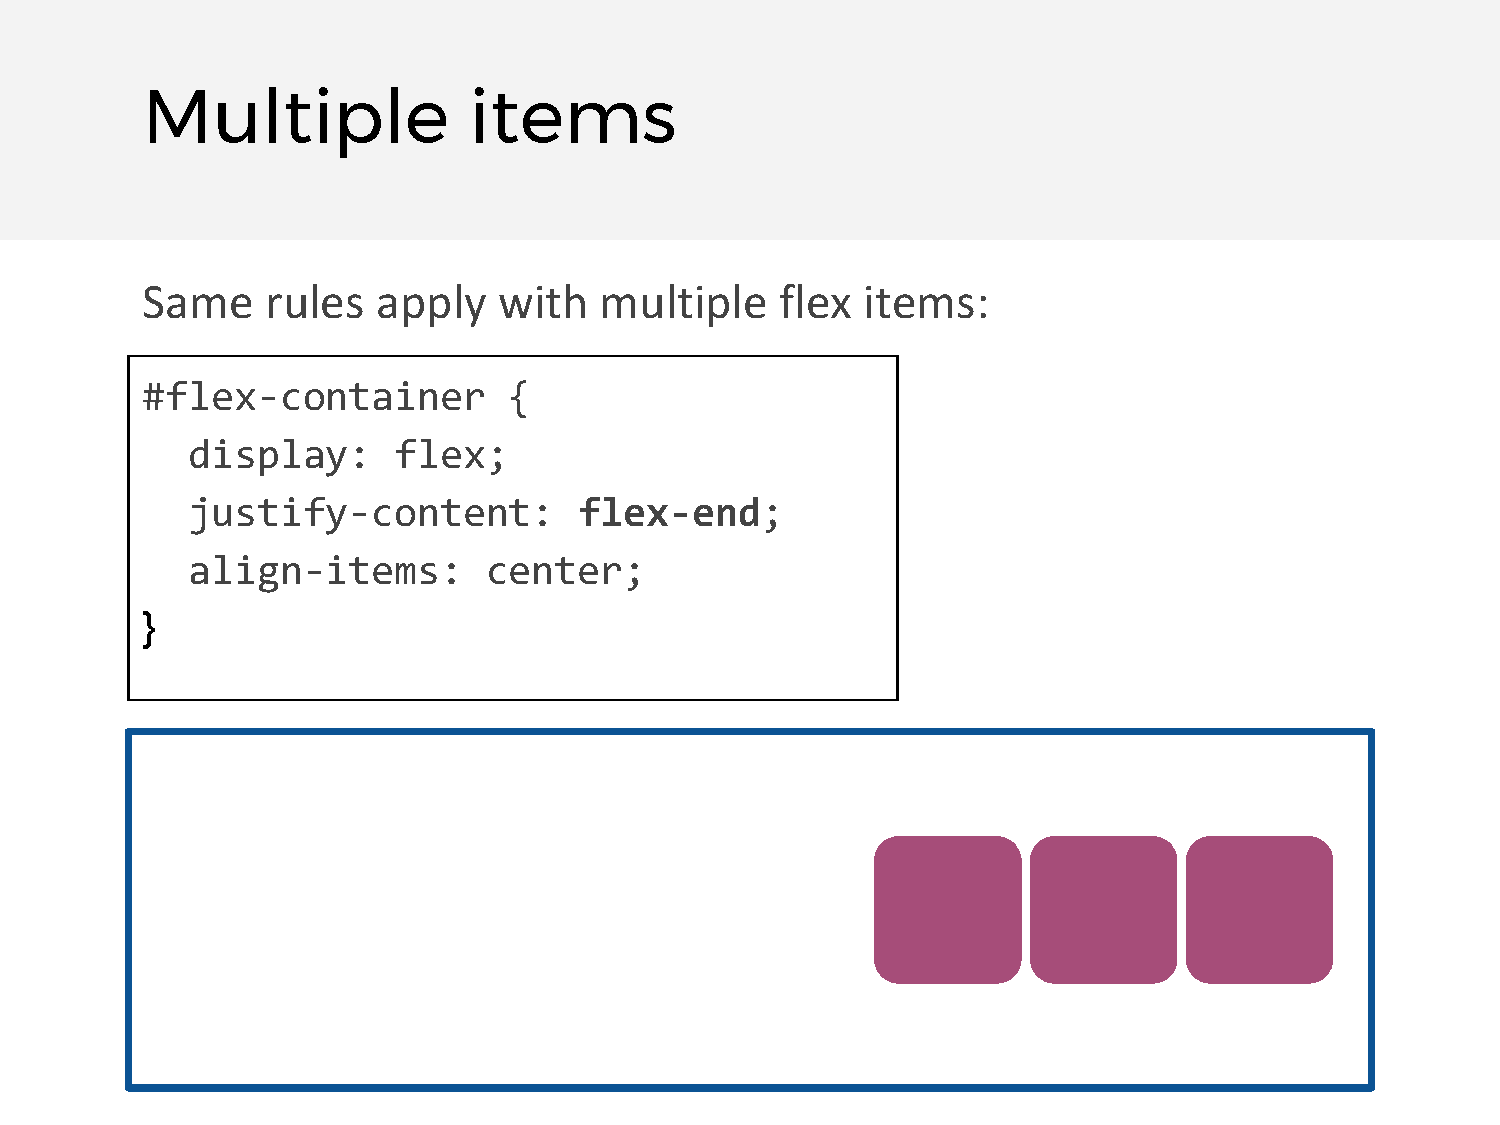 Multiple items
Same rules apply with multiple flex items:
#flex-container {
  display: flex;
  justify-content: flex-end;
  align-items: center;
}